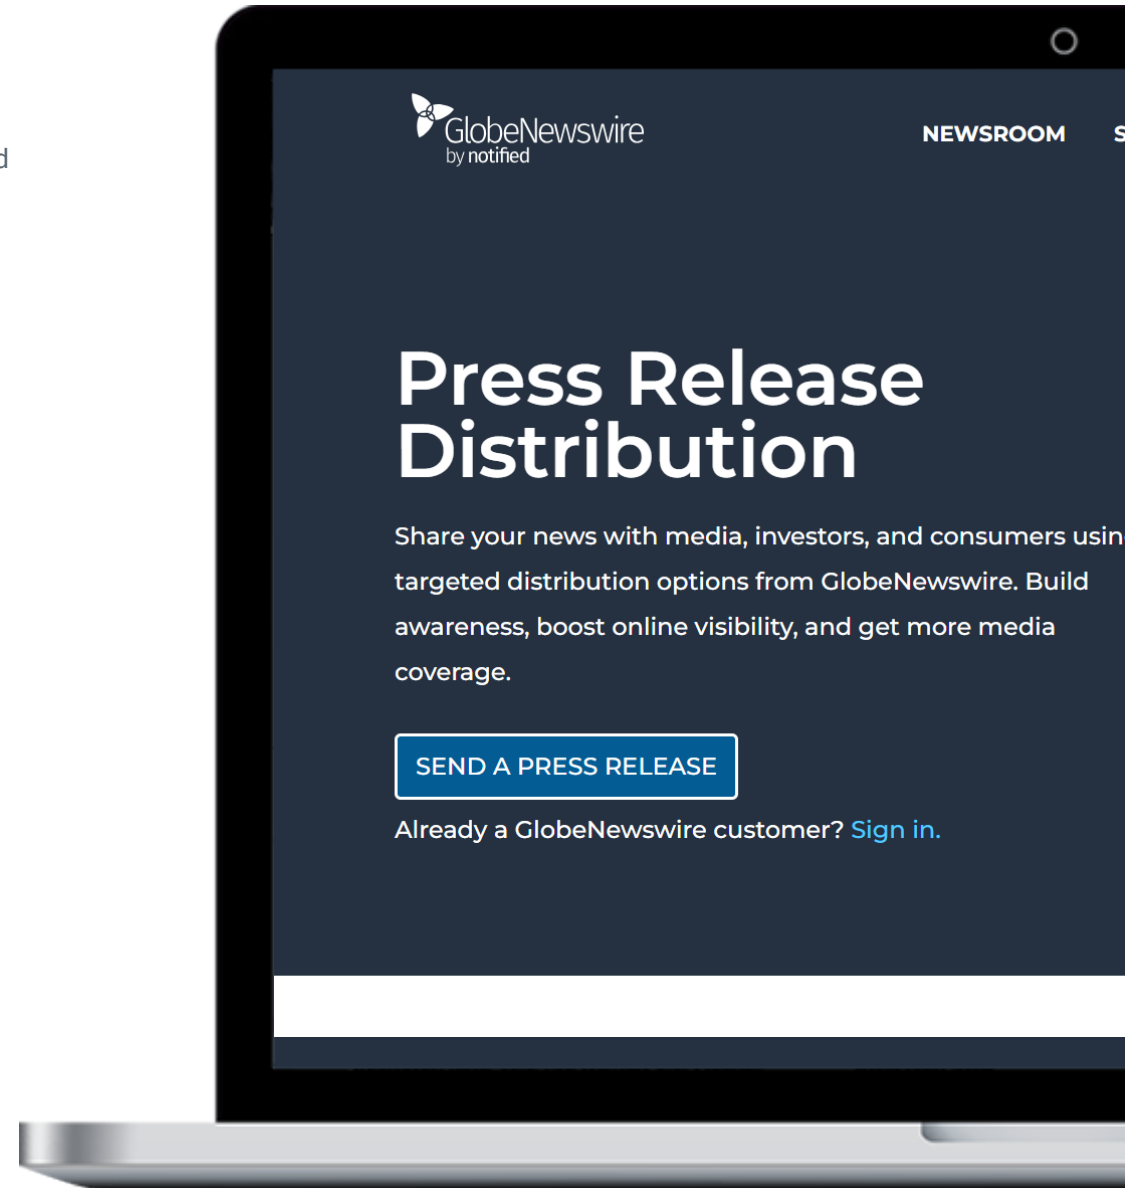 GlobeNewswire
by notified
NEWSROOM
Press Release
Distribution
Share your news with media, investors, and consumers
targeted distribution options from GlobeNewswire. Build
awareness, boost online visibility, and get more media
coverage.
SEND A PRESS RELEASE
Already a GlobeNewswire customer? Sign in.